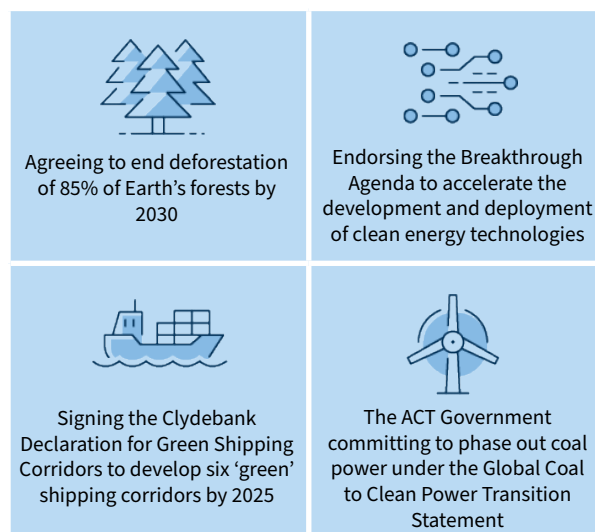 Agreeing to end deforestation
of 85% of Earth’s forests by
2030
Endorsing the Breakthrough
Agenda to accelerate the
development and deployment
of clean energy technologies
Signing the Clydebank
Declaration for Green Shipping
Corridors to develop six ‘green’
shipping corridors by 2025
The ACT Government
committing to phase out coal
power under the Global Coal
to Clean Power Transition
Statement